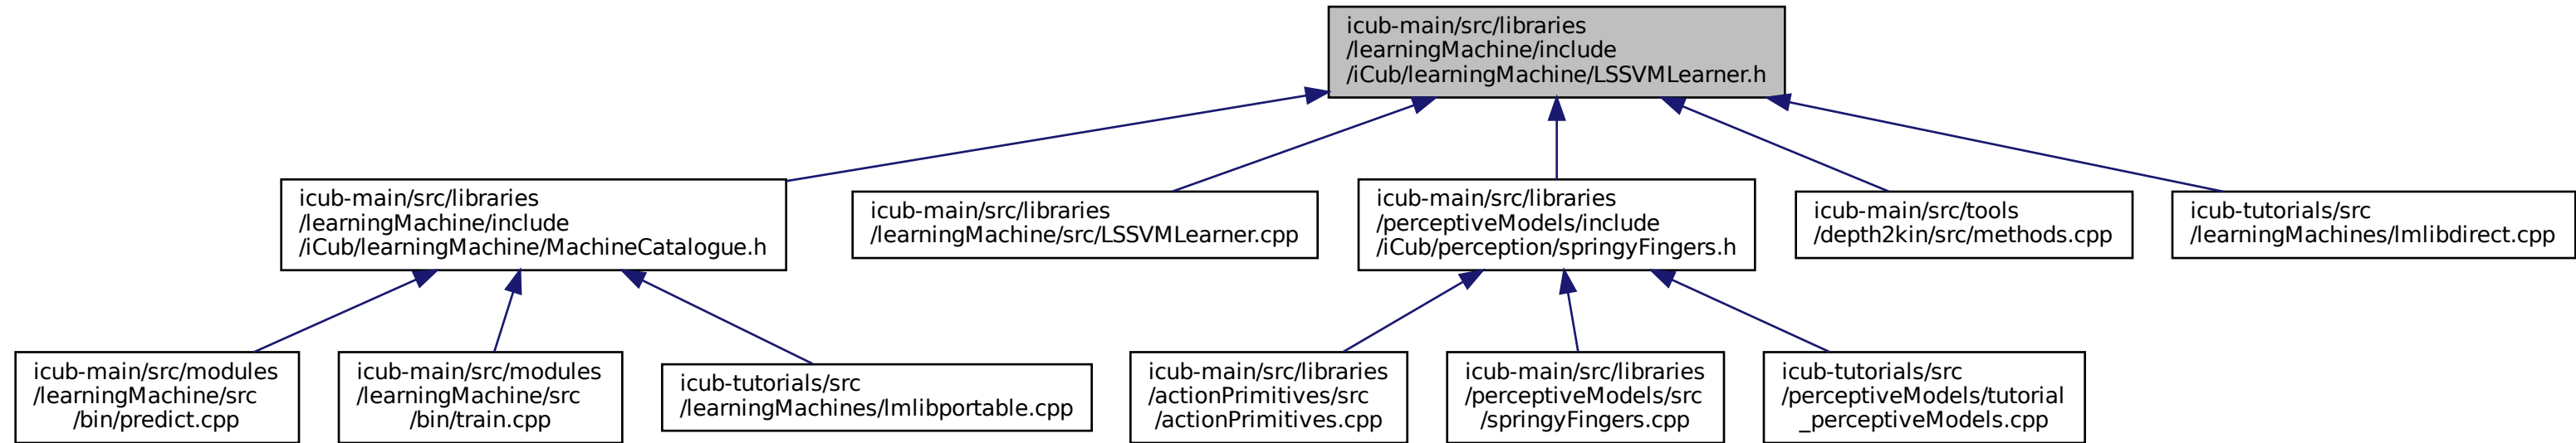 icub-main/src/libraries
/learningMachine/include
/iCub/learningMachine/LSSVMLearner.h
icub-main/src/libraries
/learningMachine/include
/iCub/learningMachine/MachineCatalogue.h
icub-main/src/libraries
/learningMachine/src/LSSVMLearner.cpp
icub-main/src/libraries
/perceptiveModels/include
/iCub/perception/springyFingers.h
icub-main/src/tools
/depth2kin/src/methods.cpp
icub-tutorials/src
/learningMachines/lmlibdirect.cpp
icub-main/src/modules
/learningMachine/src
/bin/predict.cpp
icub-main/src/modules
/learningMachine/src
/bin/train.cpp
icub-tutorials/src
/learningMachines/lmlibportable.cpp
icub-main/src/libraries
/actionPrimitives/src
/actionPrimitives.cpp
icub-main/src/libraries
/perceptiveModels/src
/springyFingers.cpp
icub-tutorials/src
/perceptiveModels/tutorial
_perceptiveModels.cpp